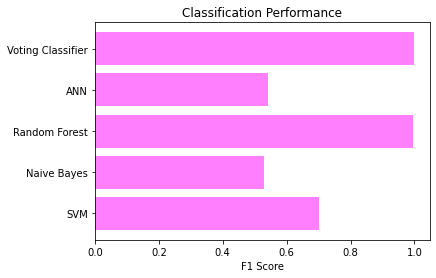 Classification Performance
Voting Classifier
ANN
Random Forest
Naive Bayes
SVM
0.0 0.2 0.4 0.6 0.8 1.0
F1 Score